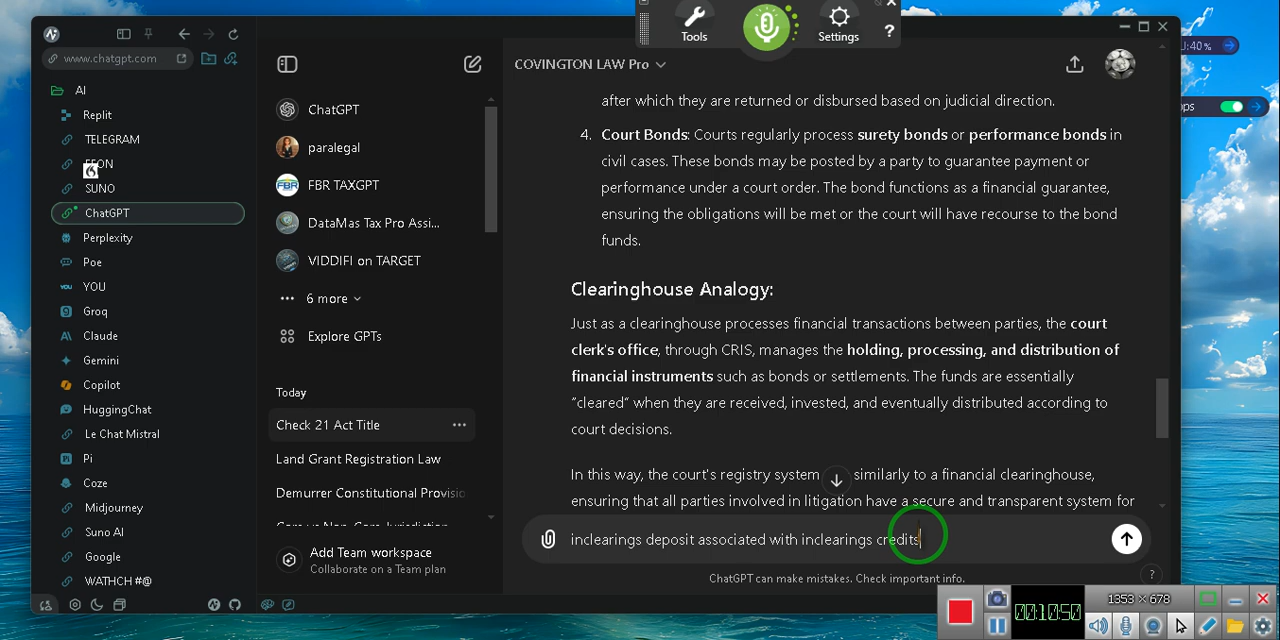 Tools
Settings
?
J:40%
ps
www.chatgpt.com
AI
Replit
TELEGRAM
SUNO
ChatGPT
Perplexity
Poe
YOU
Groq
Claude
Gemini
Copilot
HuggingChat
Le Chat Mistral
Pi
Coze
Midjourney
Suno AI
Google
WATHCH #@
ChatGPT
paralegal
FBR TAXGPT
DataMas Tax Pro Assi...
VIDDIFI on TARGET
6 more
Explore GPTs
Today
Check 21 Act Title
Land Grant Registration Law
Demurrer Constitutional Provisio
Core vs Non-Core Jurisdiction
Add Team workspace
Collaborate on a Team plan
COVINGTON LAW Pro
after which they are returned or disbursed based on judicial direction.
4. Court Bonds: Courts regularly process surety bonds or performance bonds in
civil cases. These bonds may be posted by a party to guarantee payment or
performance under a court order. The bond functions as a financial guarantee,
ensuring the obligations will be met or the court will have recourse to the bond
funds.
Clearinghouse Analogy:
Just as a clearinghouse processes financial transactions between parties, the court
clerk's office, through CRIS, manages the holding, processing, and distribution of
financial instruments such as bonds or settlements. The funds are essentially
"cleared" when they are received, invested, and eventually distributed according to
court decisions.
In this way, the court's registry system similarly to a financial clearinghouse,
ensuring that all parties involved in litigation have a secure and transparent system for
inclearings deposit associated with inclearings credits
ChatGPT can make mistakes. Check important info.
?
00:10:50
1353 × 678